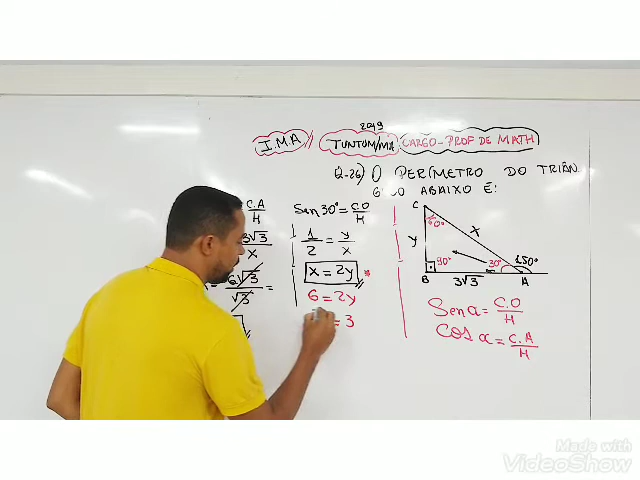 2019
I.M.A TUNTUM/MA CARGO-PROF DE MATH
Q-26) O PERÍMETRO DO TRIÂN
ABAIXO É:
C.A
H
3√3
x
6√3
√3
=
Sen 30° = C.O
H
1 = y
2 2
x = 2y *
6 = 2y
= 3
C
60°
x
y
90°
30°
150°
B
3√3
A
Sen α = C.O
H
COS α = C.A
H
Made with
VideoShow